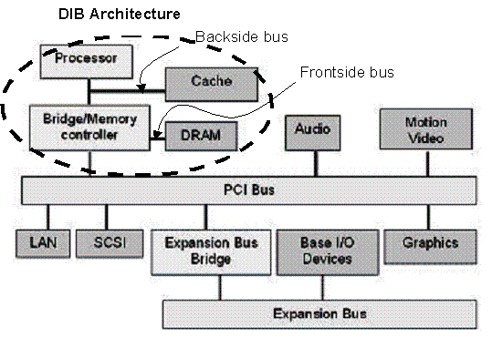 DIB Architecture
Backside bus
Processor
Cache
Frontside bus
Bridge/Memory
controller
DRAM
Audio
Motion
Video
PCI Bus
LAN
SCSI
Expansion Bus
Bridge
Base I/O
Devices
Graphics
Expansion Bus